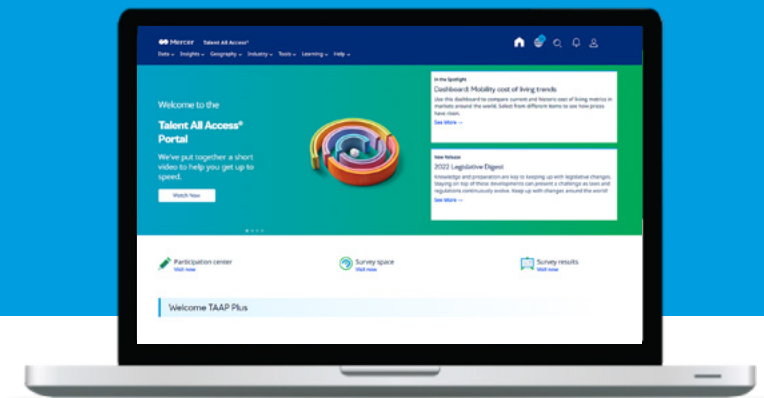 Mercer Talent All Access®
Data Insights Geography Industry Tools Learning Help
Welcome to the
Talent All Access®
Portal
We've put together a short
video to help you get up to
speed.
Watch Now
In the Spotlight
Dashboard: Mobility cost of living trends
Use this dashboard to compare current and historic cost of living metrics in
markets around the world. Select from different items to see how prices
have risen.
See More →
New Release
2022 Legislative Digest
Knowledge and preparation are key to keeping up with legislative changes.
Staying on top of these developments can present a challenge as laws and
regulations continuously evolve. Keep up with changes around the world!
See More →
Participation center
Visit now
Survey space
Visit now
Survey results
Visit now
Welcome TAAP Plus